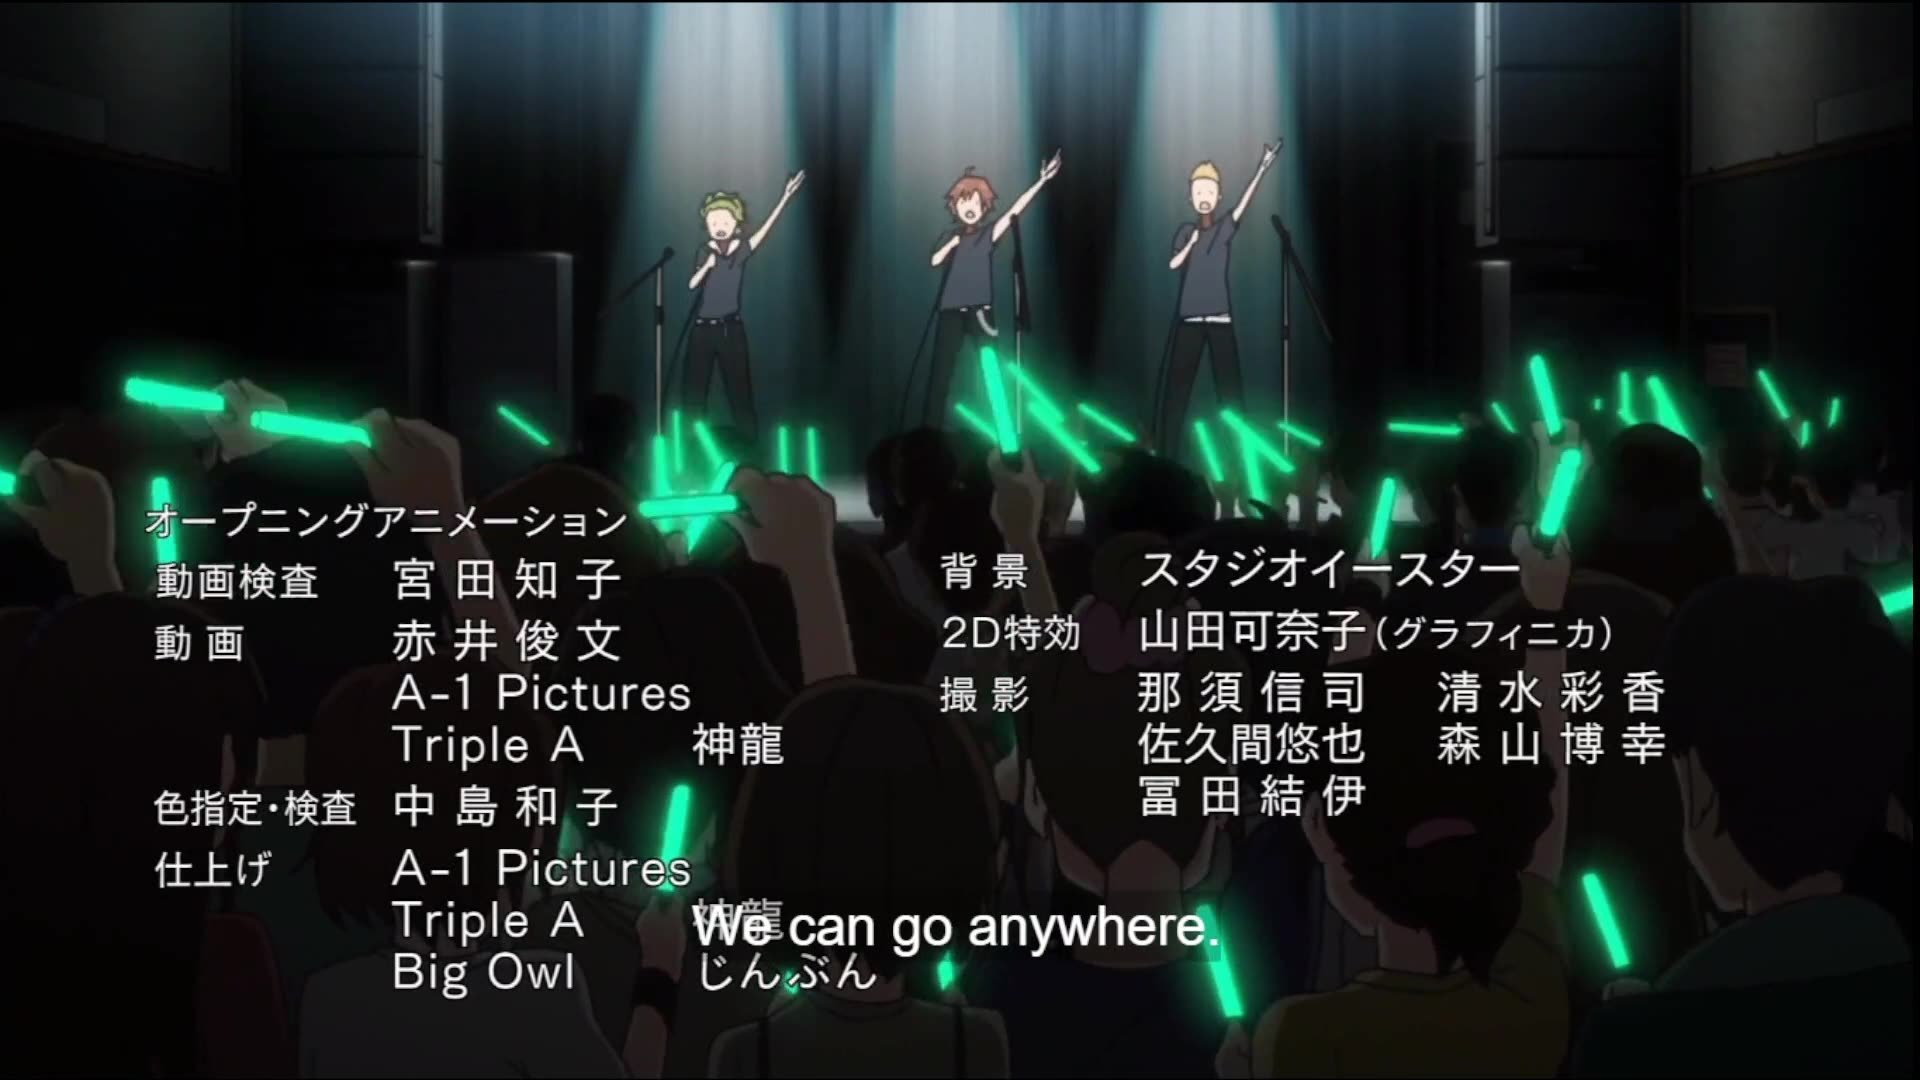 オープニングアニメーション
動画検査 宮田知子
動画 赤井俊文
A-1 Pictures
Triple A 神龍
色指定・検査 中島和子
仕上げ A-1 Pictures
Triple A 神龍
Big Owl じんぷん
背景 スタジオイースター
2D特効 山田可奈子(グラフィニカ)
撮影 那須信司 清水彩香
佐久間悠也 森山博幸
冨田結伊
We can go anywhere.